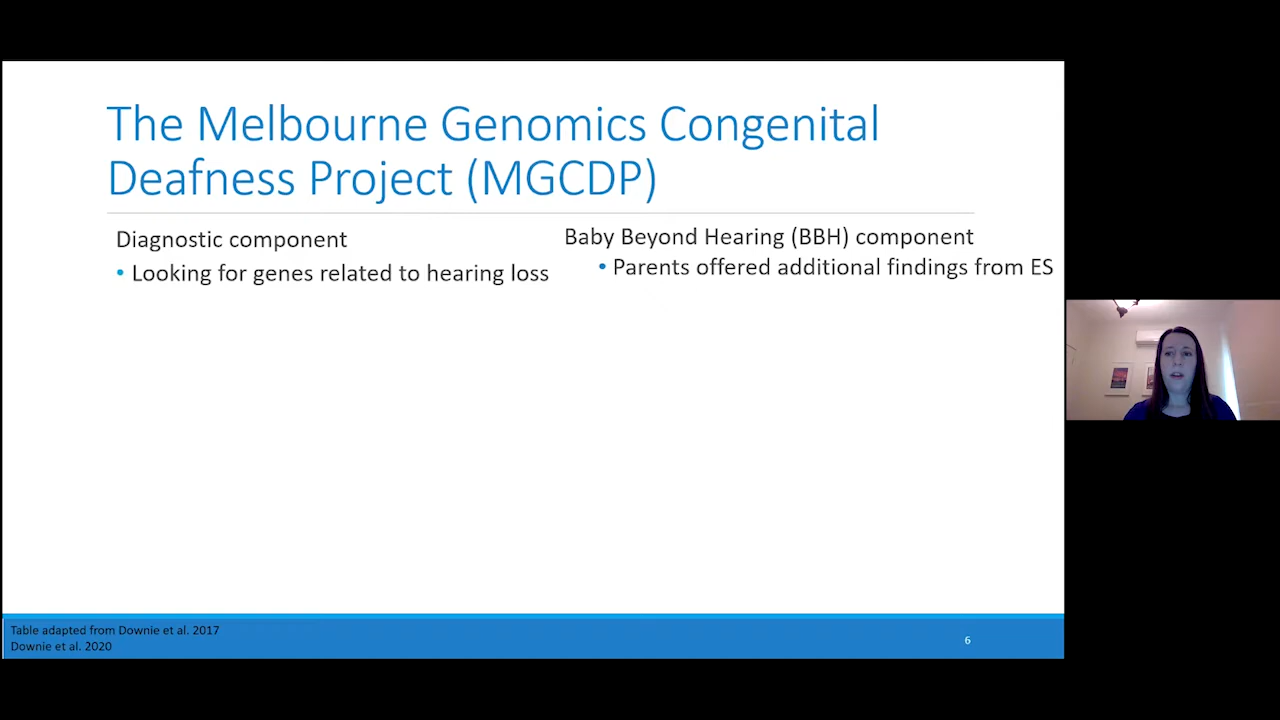 The Melbourne Genomics Congenital
Deafness Project (MGCDP)
Diagnostic component
• Looking for genes related to hearing loss
Baby Beyond Hearing (BBH) component
• Parents offered additional findings from ES
Table adapted from Downie et al. 2017
Downie et al. 2020
6